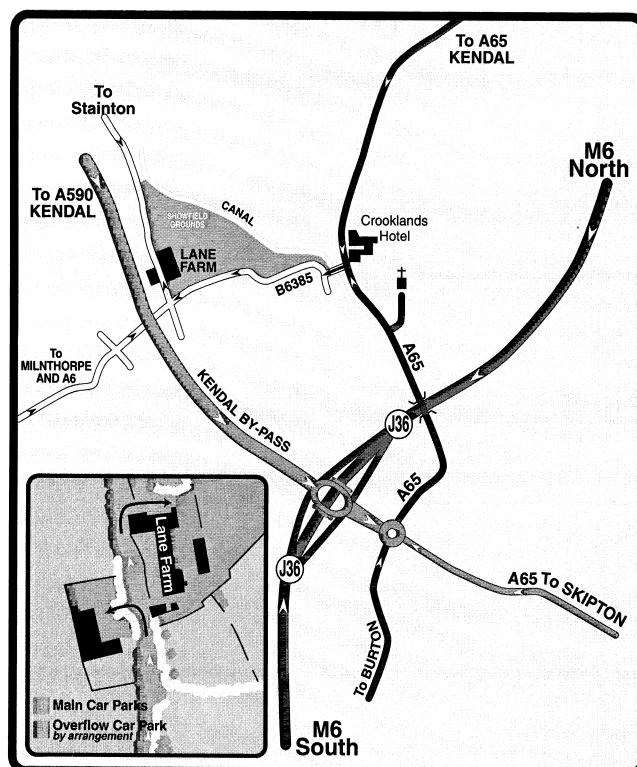 To A65
KENDAL
M6
North
To
Stainton
To A590
KENDAL
CANAL
SHOWFIELD
GROUNDS
Crooklands
Hotel
LANE
FARM
B6385
To
MILNTHORPE
AND A6
A65
KENDAL BY-PASS
J36
A65
J36
A65 To SKIPTON
To BURTON
M6
South
Lane Farm
Main Car Parks
Overflow Car Park
by arrangement